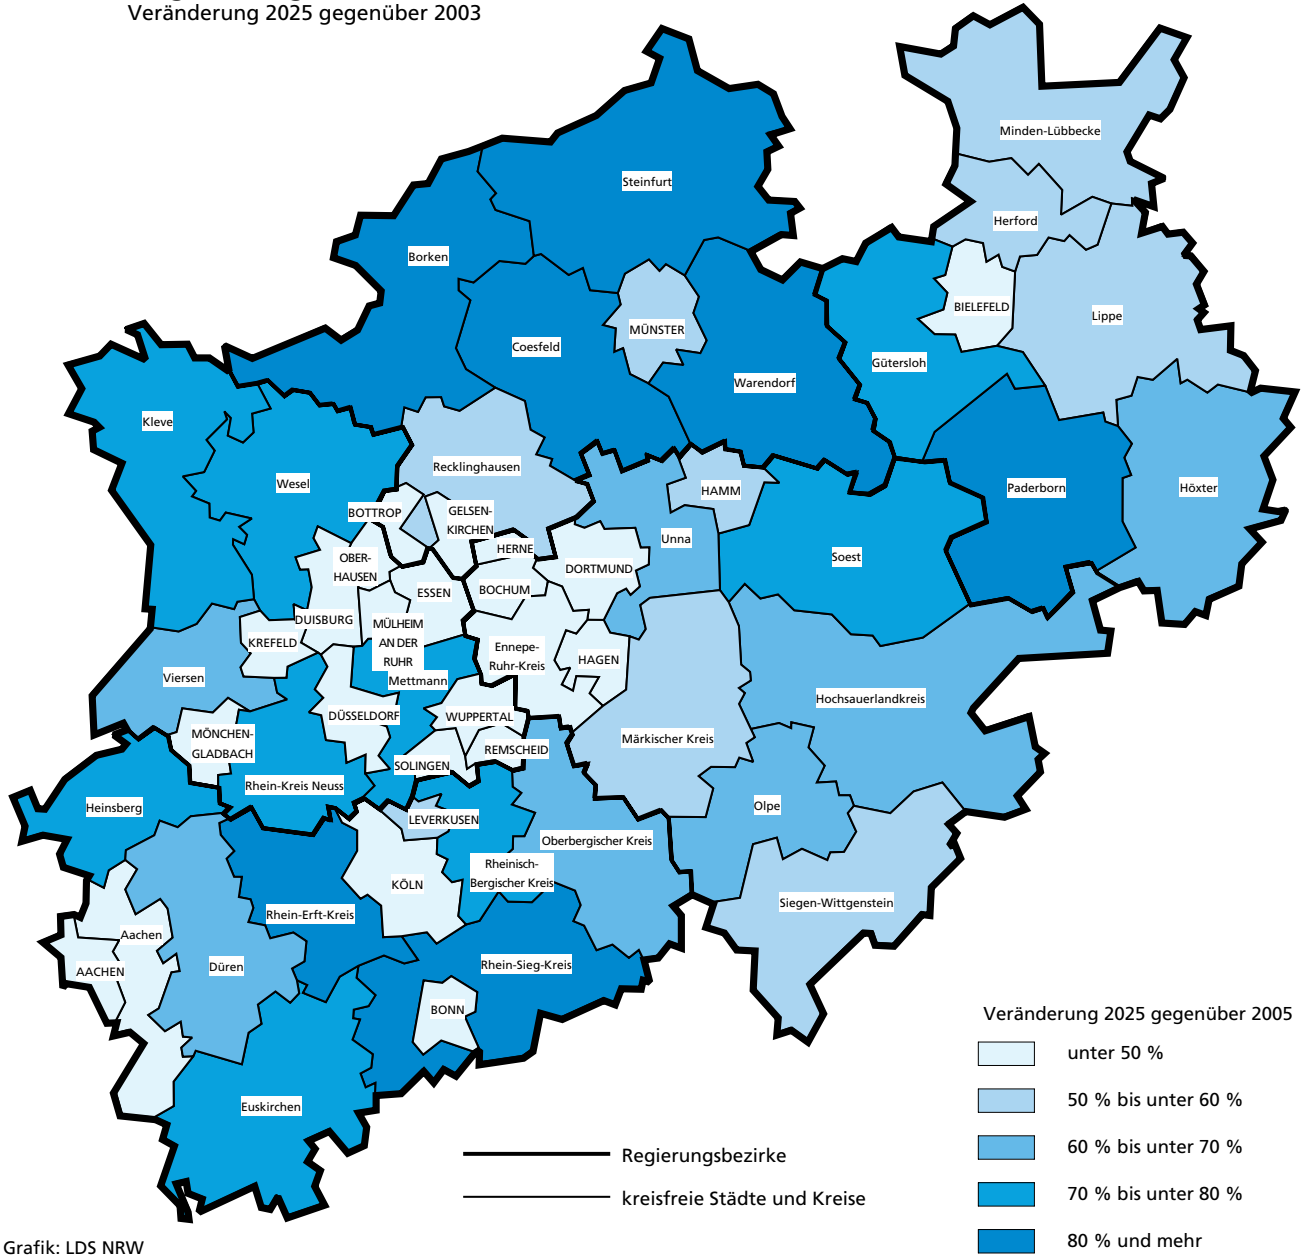 Veränderung 2025 gegenüber 2003
Minden-Lübbecke
Steinfurt
Herford
Borken
BIELEFELD
Lippe
MÜNSTER
Coesfeld
Gütersloh
Warendorf
Kleve
Recklinghausen
Wesel
HAMM
Paderborn
Höxter
BOTTROP
GELSEN-
KIRCHEN
Unna
HERNE
Soest
OBER-
HAUSEN
DORTMUND
ESSEN
BOCHUM
DUISBURG
MÜLHEIM
AN DER
RUHR
KREFELD
Ennepe-
Ruhr-Kreis
HAGEN
Viersen
Mettmann
Hochsauerlandkreis
DÜSSELDORF
WUPPERTAL
MÖNCHEN-
GLADBACH
Märkischer Kreis
REMSCHEID
SOLINGEN
Rhein-Kreis Neuss
Heinsberg
Olpe
LEVERKUSEN
Oberbergischer Kreis
Rheinisch-
Bergischer Kreis
KÖLN
Siegen-Wittgenstein
Rhein-Erft-Kreis
Aachen
Düren
Rhein-Sieg-Kreis
AACHEN
BONN
Euskirchen
Veränderung 2025 gegenüber 2005
unter 50 %
50 % bis unter 60 %
60 % bis unter 70 %
70 % bis unter 80 %
80 % und mehr
Regierungsbezirke
kreisfreie Städte und Kreise
Grafik: LDS NRW